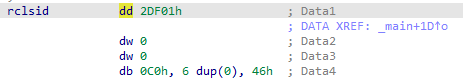 rclsid dd 2DF01h ; Data1
; DATA XREF: _main+1D↑o
dw 0 ; Data2
dw 0 ; Data3
db 0C0h, 6 dup(0), 46h ; Data4